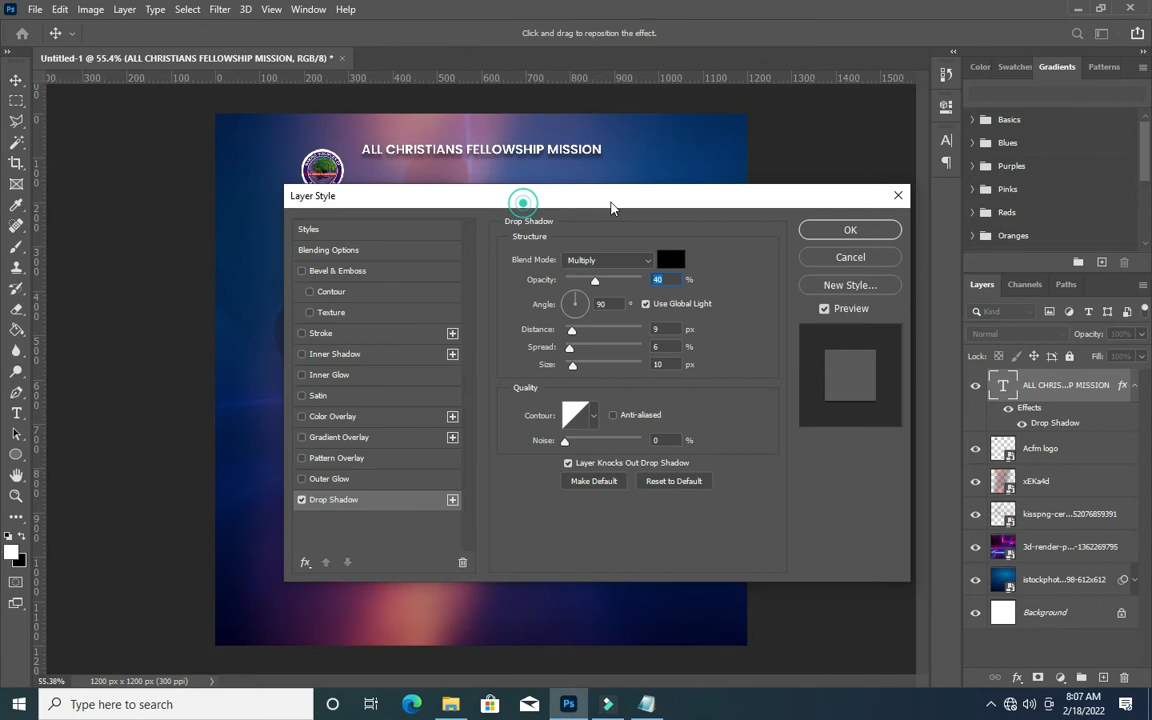 File Edit Image Layer Type Select Filter 3D View Window Help
Click and drag to reposition the effect.
Untitled-1 @ 55.4% (ALL CHRISTIANS FELLOWSHIP MISSION, RGB/8) *
Color Swatches Gradients Patterns
Basics
Blues
Purples
Pinks
Reds
Oranges
ALL CHRISTIANS FELLOWSHIP MISSION
Layer Style
Styles
Blending Options
Bevel & Emboss
Contour
Texture
Stroke
Inner Shadow
Inner Glow
Satin
Color Overlay
Gradient Overlay
Pattern Overlay
Outer Glow
Drop Shadow
Drop Shadow
Structure
Blend Mode: Multiply
Opacity: 40 %
Angle: 90 ° Use Global Light
Distance: 9 px
Spread: 6 %
Size: 10 px
Quality
Contour: Anti-aliased
Noise: 0 %
Layer Knocks Out Drop Shadow
Make Default Reset to Default
OK
Cancel
New Style...
Preview
Layers Channels Paths
Kind
Normal Opacity: 100%
Lock: Fill: 100%
ALL CHRIS...P MISSION fx
Effects
Drop Shadow
Acfm logo
xEKa4d
kisspng-cer...52076859391
3d-render-p...-1362269795
istockphot...98-612x612
Background
55.38% 1200 px x 1200 px (300 ppi)
Type here to search
8:07 AM
2/18/2022